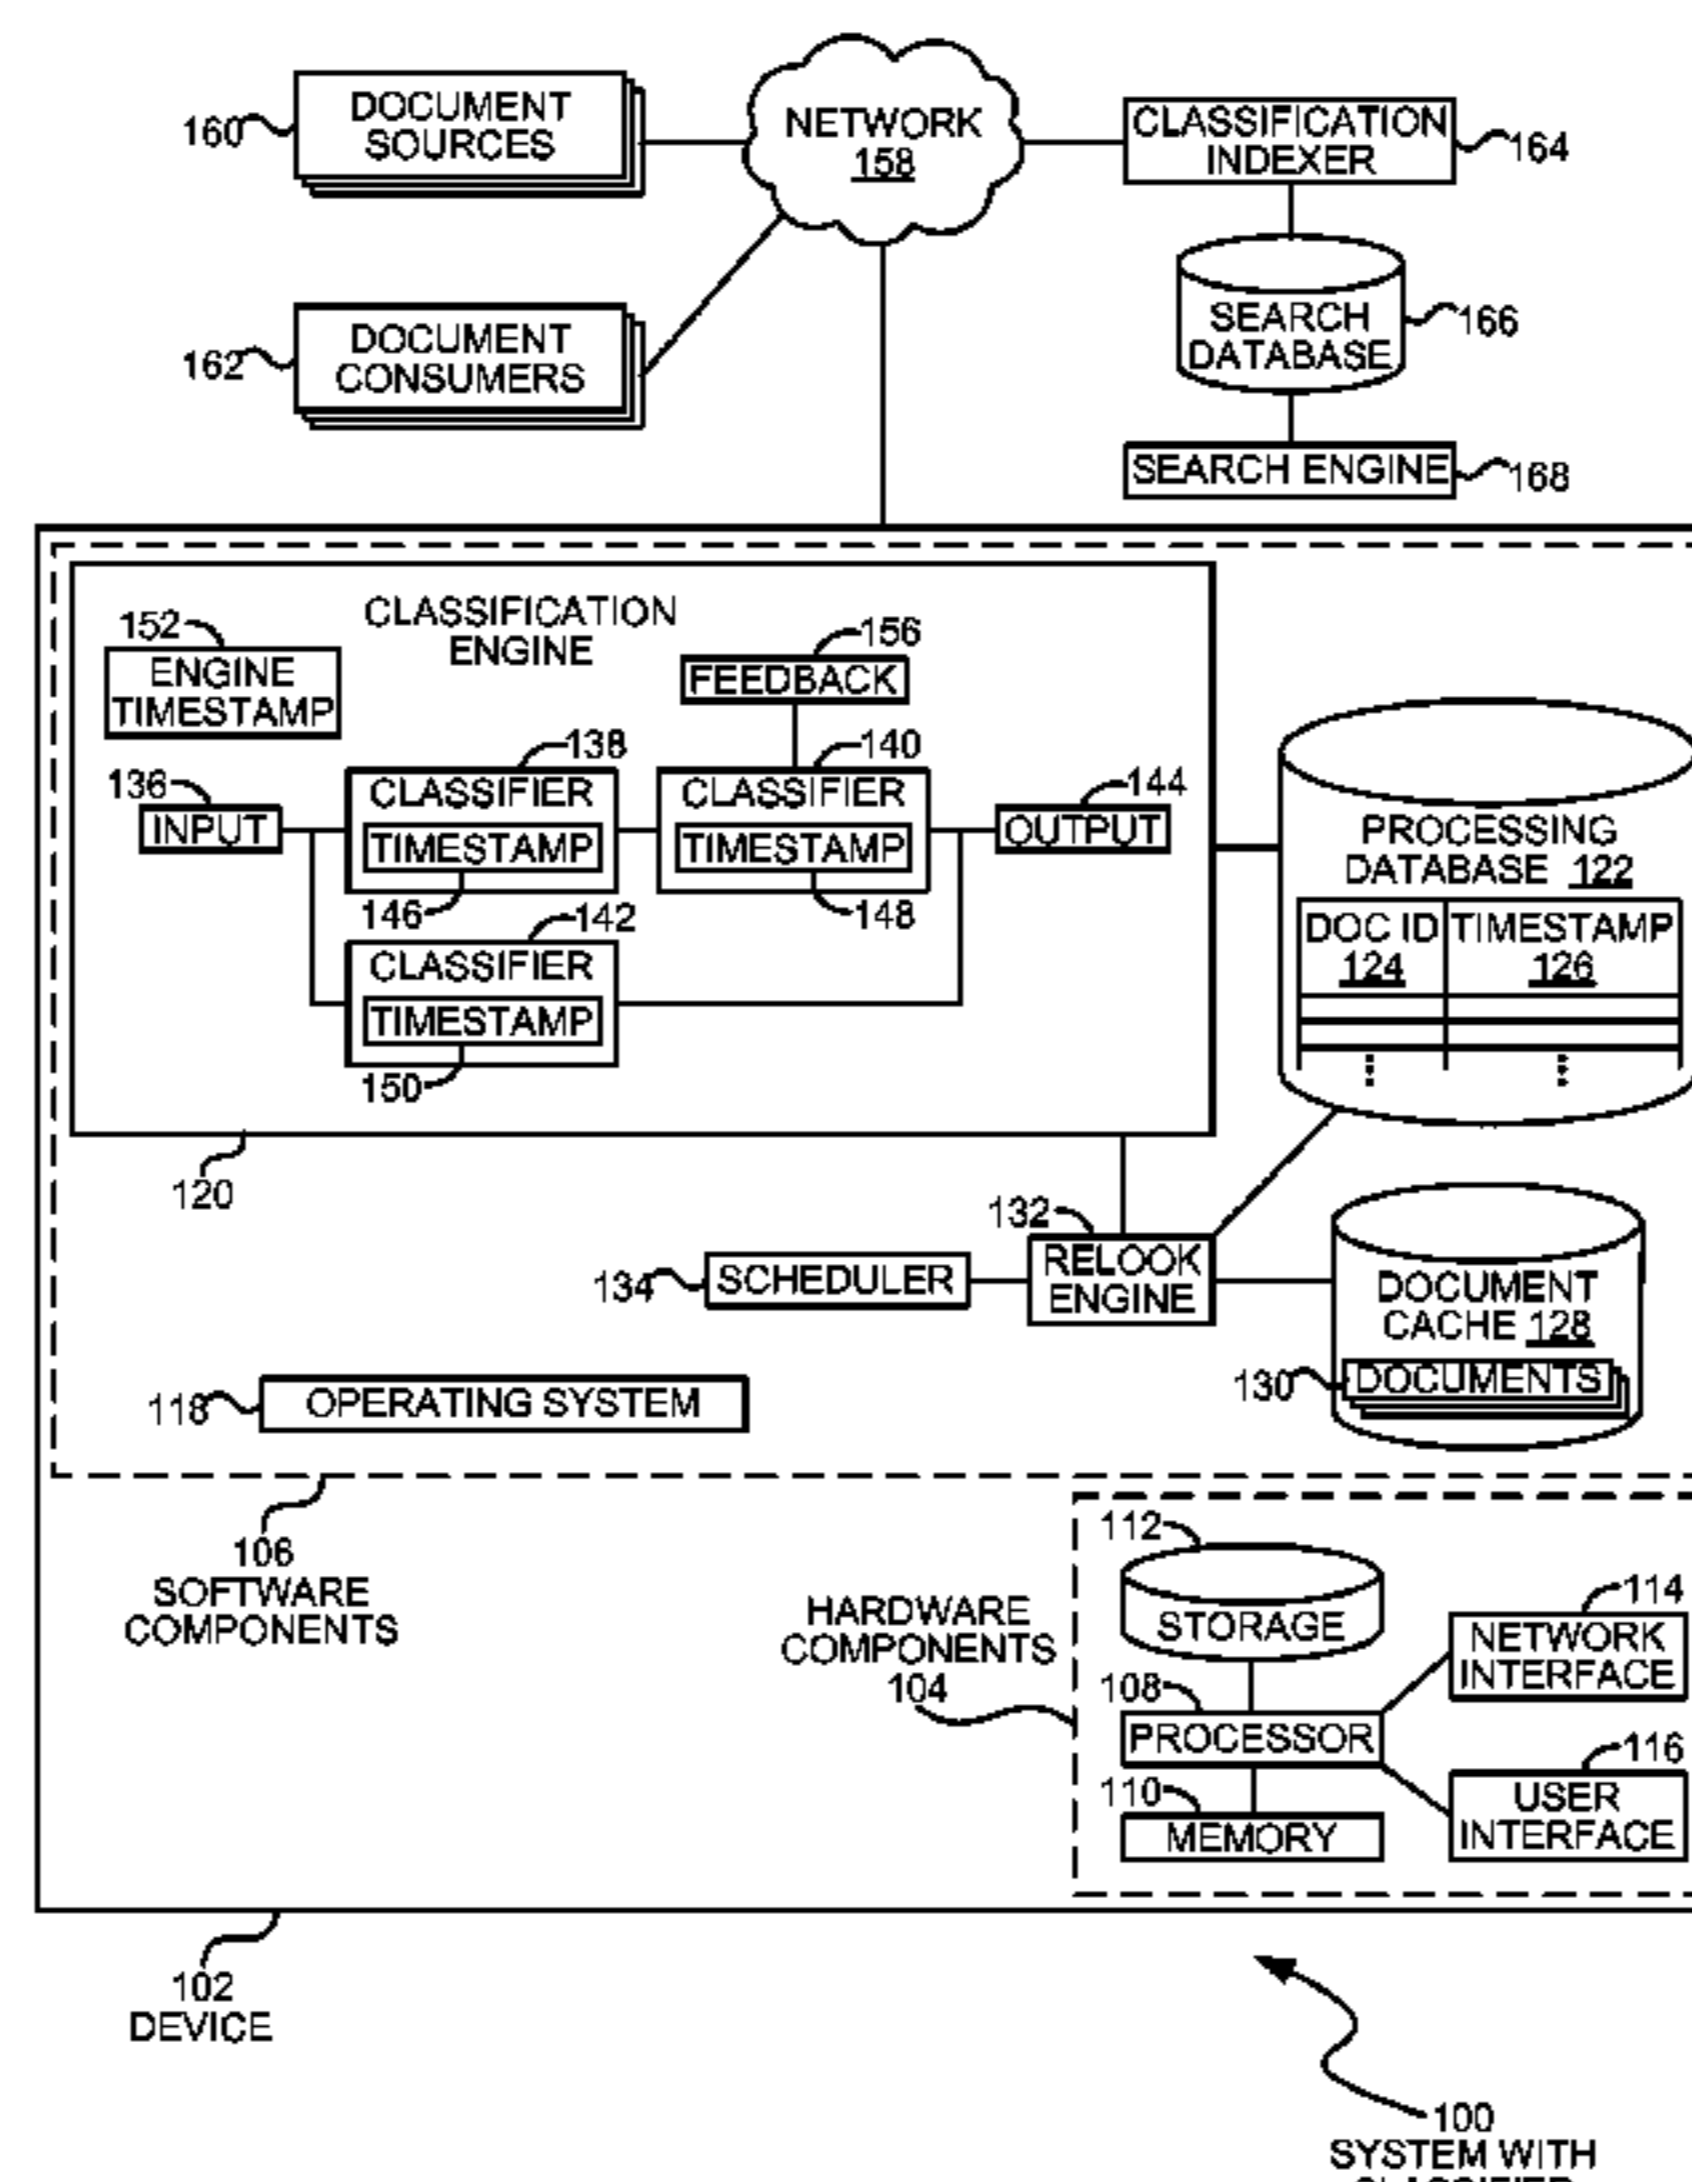 160
DOCUMENT
SOURCES
NETWORK
158
CLASSIFICATION
INDEXER
164
162
DOCUMENT
CONSUMERS
SEARCH
DATABASE
166
SEARCH ENGINE
168
CLASSIFICATION
ENGINE
152
ENGINE
TIMESTAMP
156
FEEDBACK
136
INPUT
138
CLASSIFIER
TIMESTAMP
146
140
CLASSIFIER
TIMESTAMP
148
144
OUTPUT
142
CLASSIFIER
TIMESTAMP
150
120
PROCESSING
DATABASE 122
DOC ID TIMESTAMP
124 126
132
RELOOK
ENGINE
134
SCHEDULER
DOCUMENT
CACHE 128
130
DOCUMENTS
118
OPERATING SYSTEM
106
SOFTWARE
COMPONENTS
HARDWARE
COMPONENTS
104
112
STORAGE
108
PROCESSOR
110
MEMORY
114
NETWORK
INTERFACE
116
USER
INTERFACE
102
DEVICE
100
SYSTEM WITH